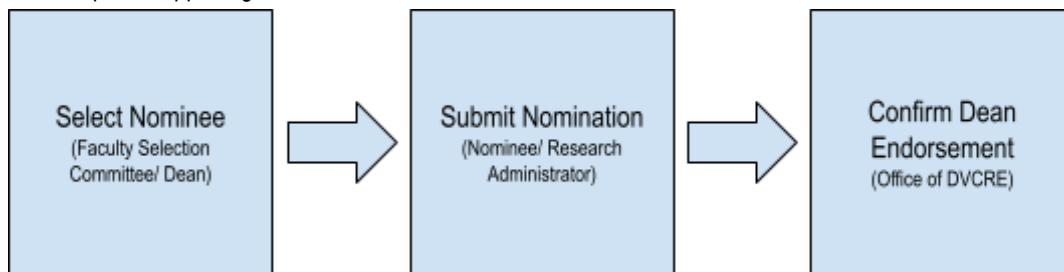 Select Nominee
(Faculty Selection
Committee/ Dean)
Submit Nomination
(Nominee/ Research
Administrator)
Confirm Dean
Endorsement
(Office of DVCRE)